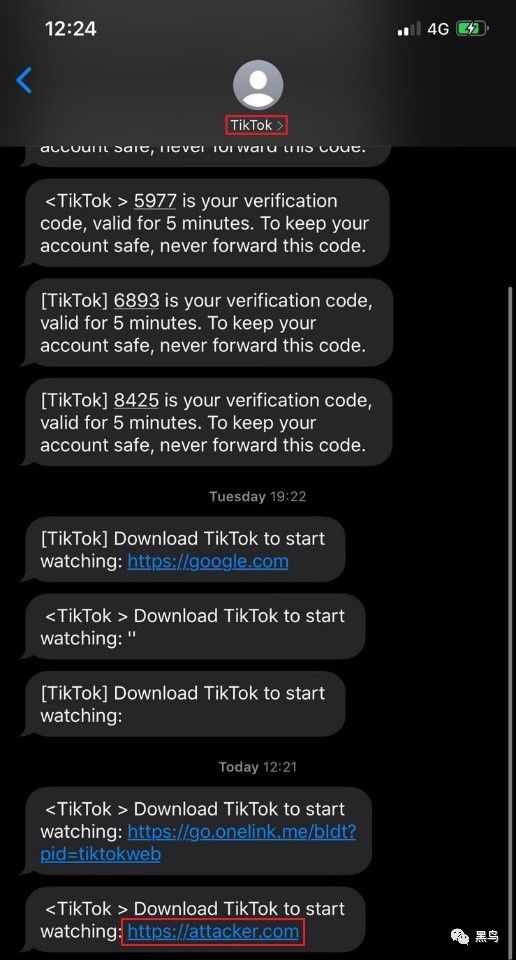 12:24
4G
TikTok >
account safe, never forward this code.
<TikTok > 5977 is your verification
code, valid for 5 minutes. To keep your
account safe, never forward this code.
[TikTok] 6893 is your verification code,
valid for 5 minutes. To keep your
account safe, never forward this code.
[TikTok] 8425 is your verification code,
valid for 5 minutes. To keep your
account safe, never forward this code.
Tuesday 19:22
[TikTok] Download TikTok to start
watching: https://google.com
<TikTok > Download TikTok to start
watching: ''
[TikTok] Download TikTok to start
watching:
Today 12:21
<TikTok > Download TikTok to start
watching: https://go.onelink.me/bIdt?
pid=tiktokweb
<TikTok > Download TikTok to start
watching: https://attacker.com
黑鸟